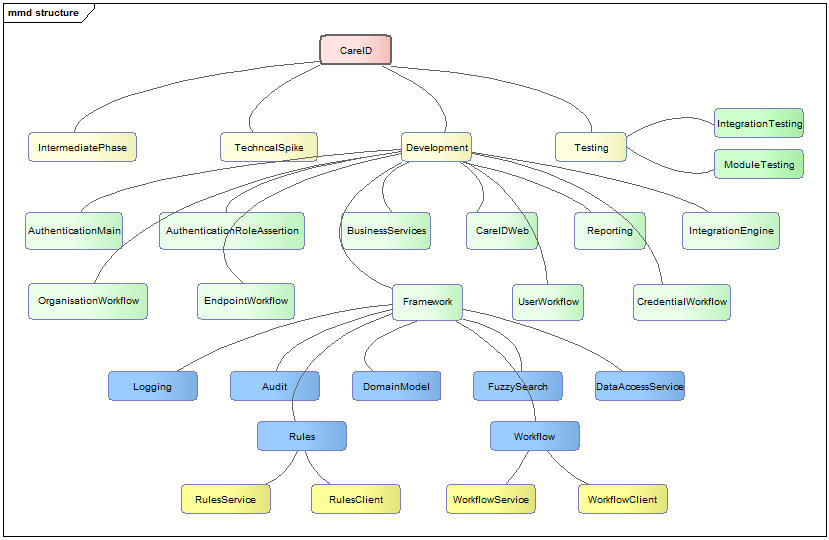 mmd structure
CareID
IntermediatePhase
TechncalSpike
Development
Testing
IntegrationTesting
ModuleTesting
AuthenticationMain
AuthenticationRoleAssertion
BusinessServices
CareIDWeb
Reporting
IntegrationEngine
OrganisationWorkflow
EndpointWorkflow
Framework
UserWorkflow
CredentialWorkflow
Logging
Audit
DomainModel
FuzzySearch
DataAccessService
Rules
Workflow
RulesService
RulesClient
WorkflowService
WorkflowClient